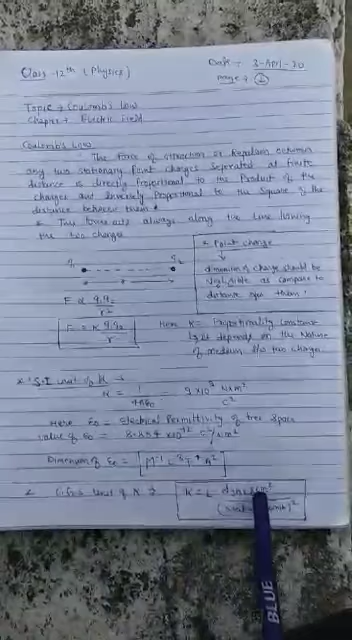 Class - 12th (Physics)
Date :- 3-April-20
Page :- 1
Topic → Coulomb's Law
Chapter → Electric Field
Coulomb's Law
The force of attraction or Repulsion between
any two stationary Point charges Seperated at finite
distance is directly Proportional to the Product of the
charges and inversely Proportional to the Square of the
distance between them.
* This force acts always along the line Joining
the two charges
* Point charge
↓
dimension of charge should be
negligible as compare to
distance b/w them.
q₁ q₂
r
F ∝ q₁q₂/r²
F = K q₁q₂/r
Here K = Proportionality constant
It depends on the Nature
of medium b/w two charges
* S.I unit of K →
K = 1/4πε₀ = 9×10⁹ N×m²/C²
Here ε₀ = Electrical Permittivity of free Space
value of ε₀ = 8.854 ×10⁻¹² C²/Nm²
Dimension of ε₀ = [M⁻¹ L⁻³ T⁴ A²]
C.G.S unit of K →
K = 1